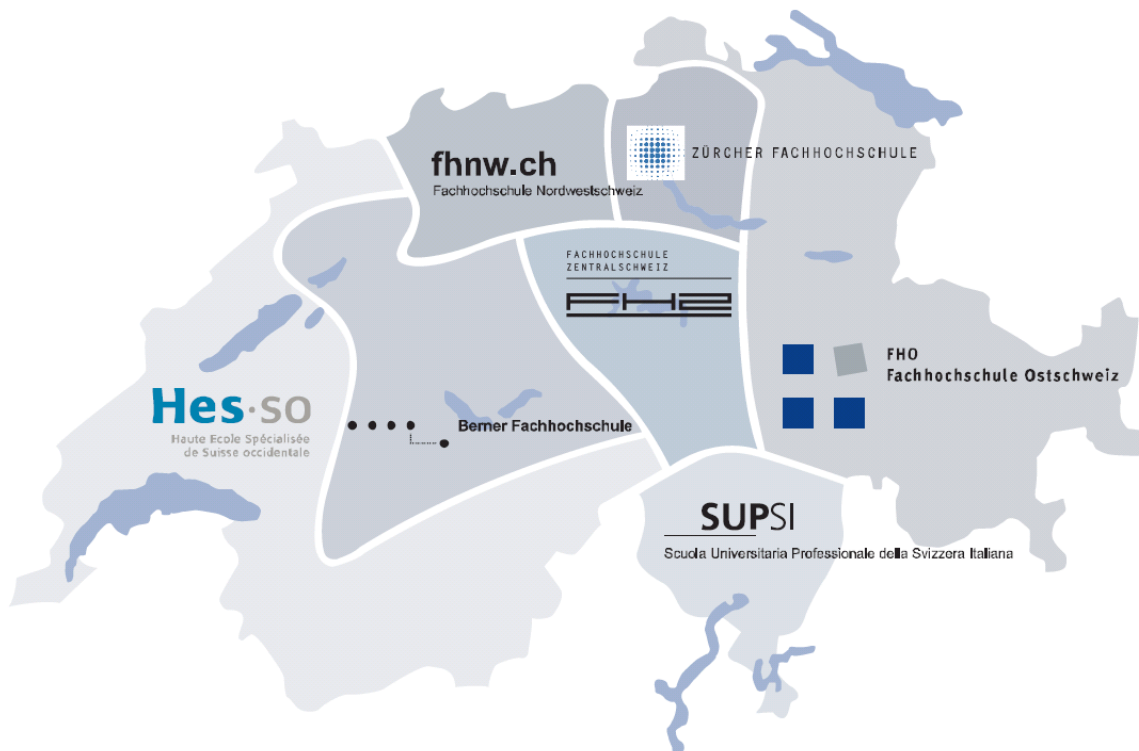 fhnw.ch
Fachhochschule Nordwestschweiz
ZÜRCHER FACHHOCHSCHULE
FACHHOCHSCHULE
ZENTRALSCHWEIZ
FHZ
FHO
Fachhochschule Ostschweiz
Hes·so
Haute Ecole Spécialisée
de Suisse occidentale
Berner Fachhochschule
SUPSI
Scuola Universitaria Professionale della Svizzera Italiana